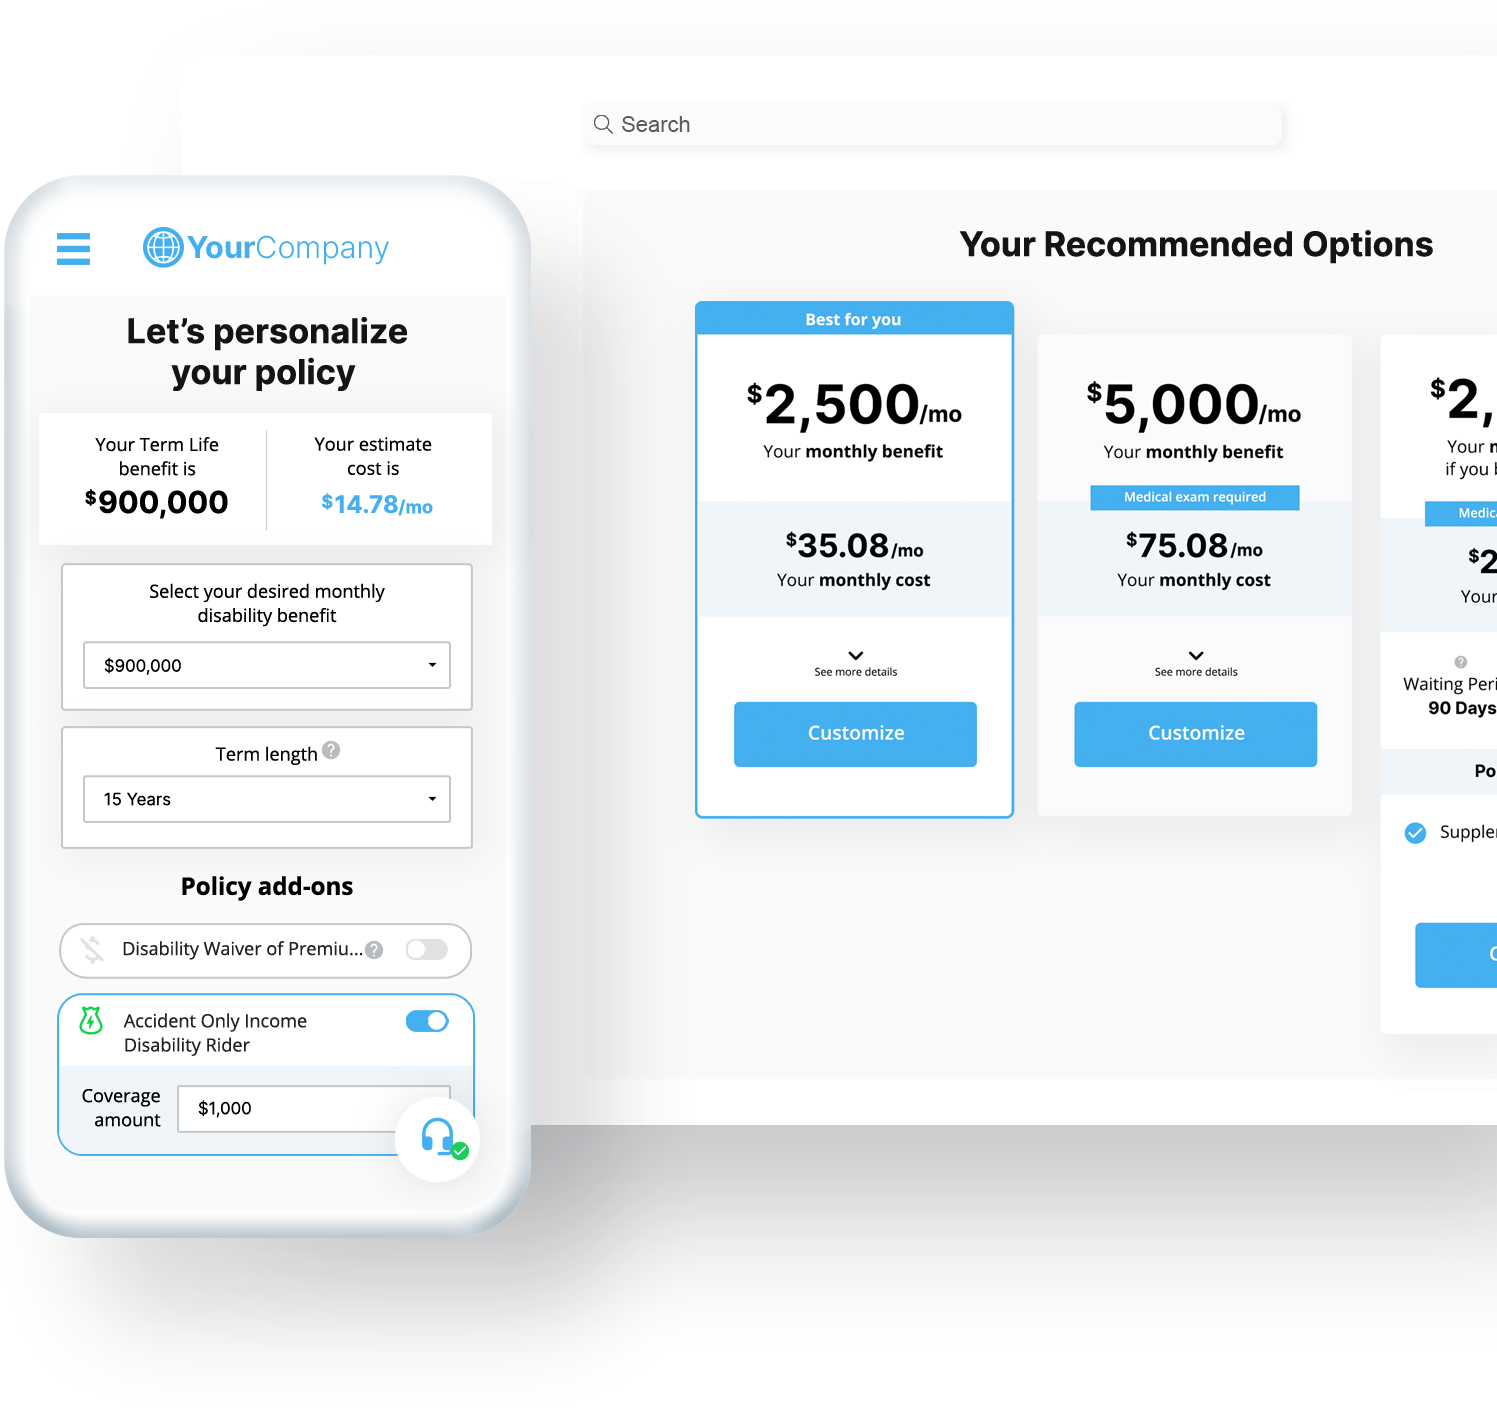 Search
YourCompany
Let's personalize
your policy
Your Term Life
benefit is
$900,000
Your estimate
cost is
$14.78/mo
Select your desired monthly
disability benefit
$900,000
Term length ?
15 Years
Policy add-ons
Disability Waiver of Premiu... ?
Accident Only Income
Disability Rider
Coverage
amount
$1,000
Your Recommended Options
Best for you
$2,500/mo
Your monthly benefit
$35.08/mo
Your monthly cost
See more details
Customize
$5,000/mo
Your monthly benefit
Medical exam required
$75.08/mo
Your monthly cost
See more details
Customize
$2,
Your
if you
$2
Your
?
Waiting
90 Days